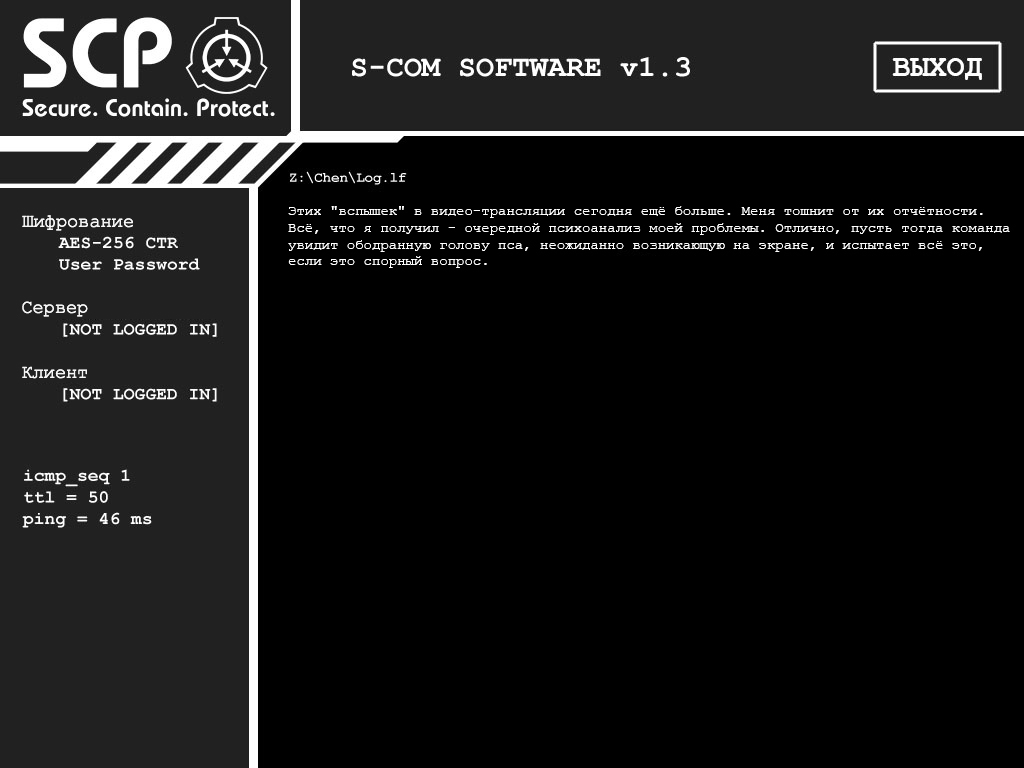 SCP
Secure. Contain. Protect.
S-COM SOFTWARE v1.3
ВЫХОД
Z:\Chen\Log.lf
Этих "вспышек" в видео-трансляции сегодня ещё больше. Меня тошнит от их отчётности.
Всё, что я получил - очередной психоанализ моей проблемы. Отлично, пусть тогда команда
увидит ободранную голову пса, неожиданно возникающую на экране, и испытает всё это,
если это спорный вопрос.
Шифрование
AES-256 CTR
User Password
Сервер
[NOT LOGGED IN]
Клиент
[NOT LOGGED IN]
icmp_seq 1
ttl = 50
ping = 46 ms